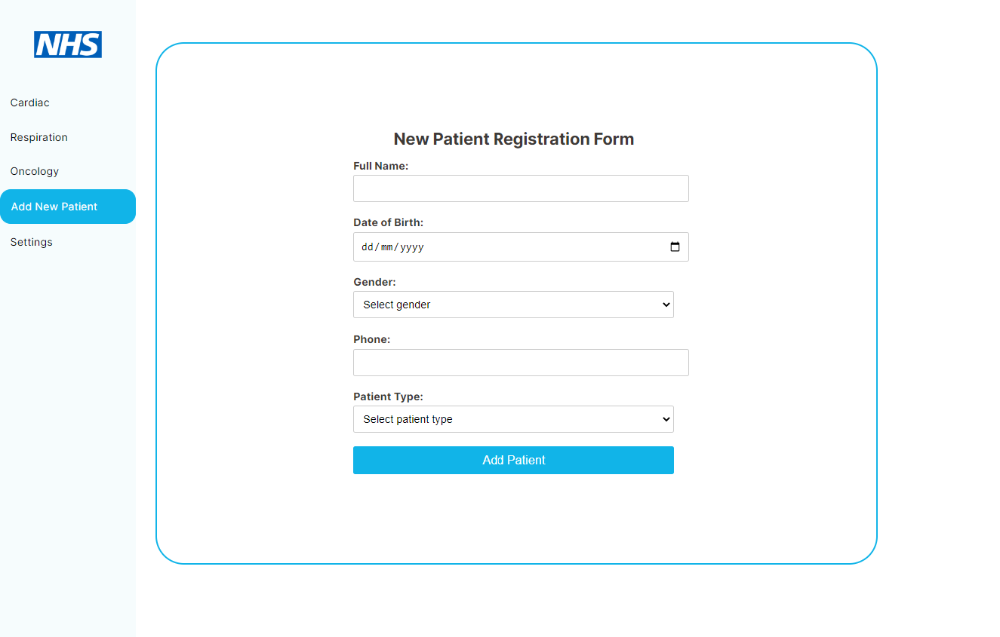 NHS
Cardiac
Respiration
Oncology
Add New Patient
Settings
New Patient Registration Form
Full Name:
Date of Birth:
dd/mm/yyyy
Gender:
Select gender
Phone:
Patient Type:
Select patient type
Add Patient